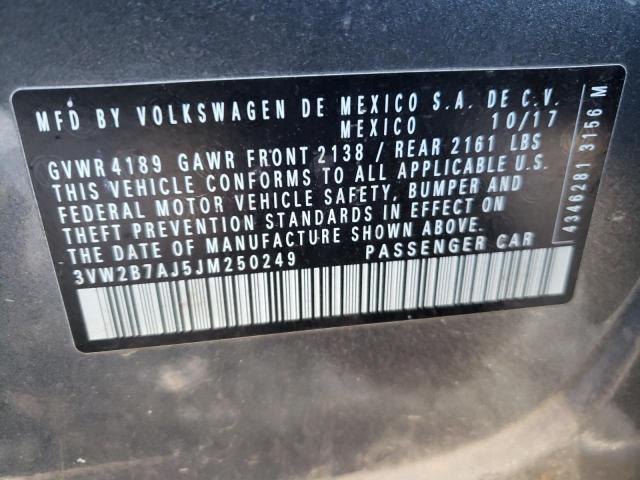 MFD BY VOLKSWAGEN DE MEXICO S.A. DE C.V.
MEXICO 10/17
GVWR 4189 GAWR FRONT 2138 / REAR 2161 LBS
THIS VEHICLE CONFORMS TO ALL APPLICABLE U.S.
FEDERAL MOTOR VEHICLE SAFETY, BUMPER AND
THEFT PREVENTION STANDARDS IN EFFECT ON
THE DATE OF MANUFACTURE SHOWN ABOVE.
3VW2B7AJ5JM250249 PASSENGER CAR
4346281 3156 M